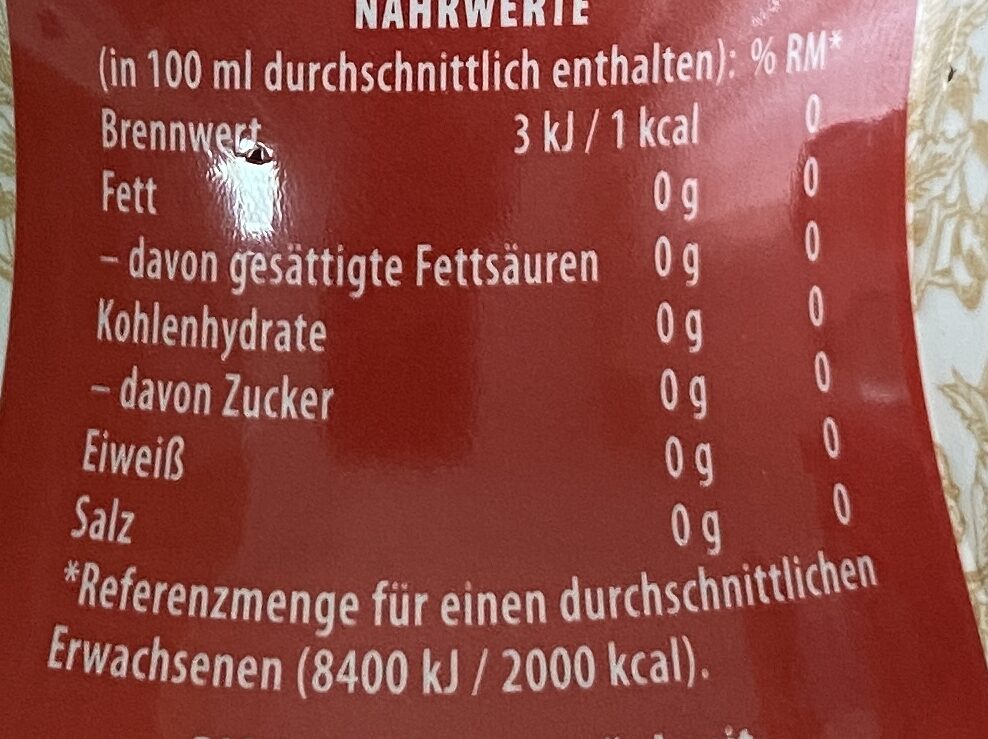 NÄHRWERTE
(in 100 ml durchschnittlich enthalten): % RM*
Brennwert 3 kJ / 1 kcal 0
Fett 0 g 0
– davon gesättigte Fettsäuren 0 g 0
Kohlenhydrate 0 g 0
– davon Zucker 0 g 0
Eiweiß 0 g 0
Salz 0 g 0
*Referenzmenge für einen durchschnittlichen
Erwachsenen (8400 kJ / 2000 kcal).